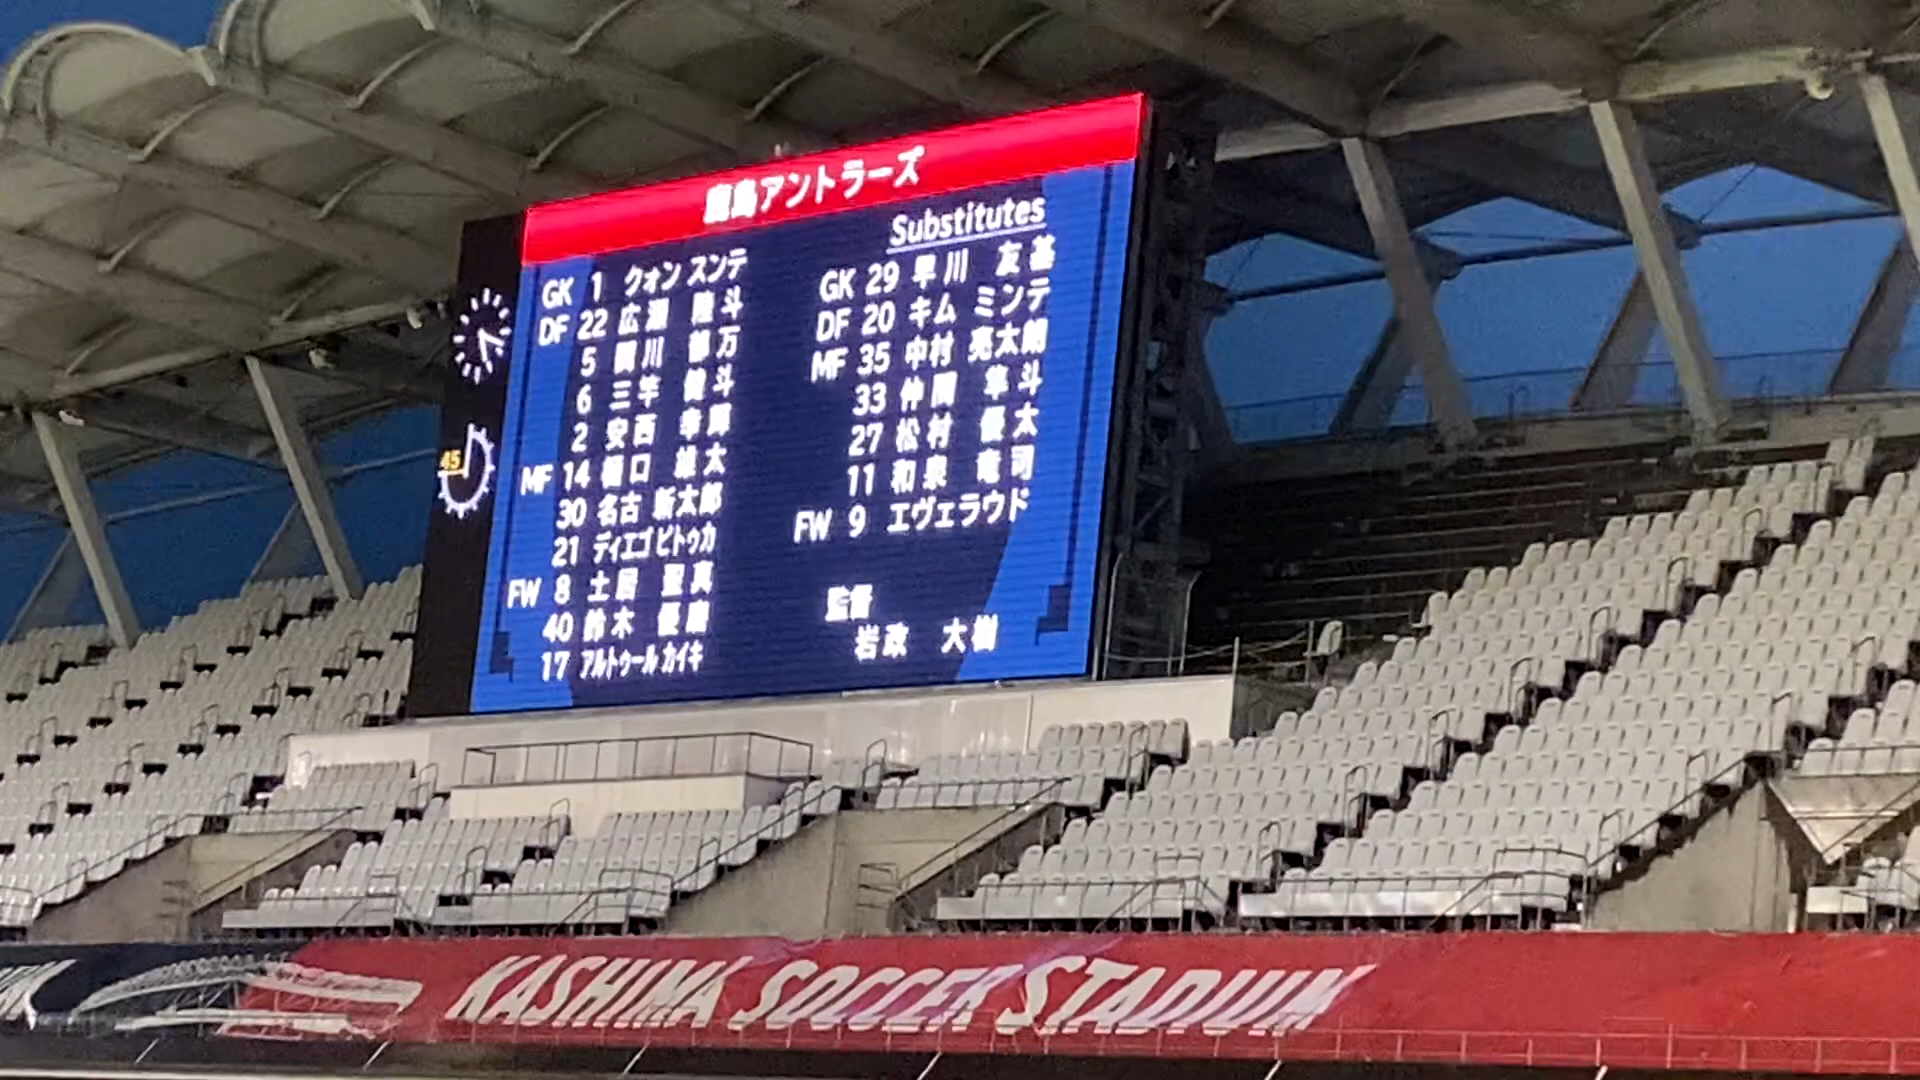 鹿島アントラーズ
GK 1 クォン スンテ
DF 22 広瀬 陸斗
5 関川 郁万
6 三竿 健斗
2 安西 幸輝
MF 14 樋口 雄太
30 名古 新太郎
21 ディエゴ ピトゥカ
FW 8 土居 聖真
40 鈴木 優磨
17 アルトゥール カイキ
Substitutes
GK 29 早川 友基
DF 20 キム ミンテ
MF 35 中村 亮太朗
33 仲間 隼斗
27 松村 優太
11 和泉 竜司
FW 9 エヴェラウド
監督
岩政 大樹
45
KASHIMA SOCCER STADIUM